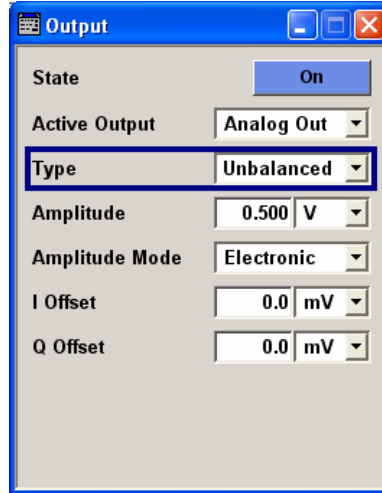 Output
State On
Active Output Analog Out
Type Unbalanced
Amplitude 0.500 V
Amplitude Mode Electronic
I Offset 0.0 mV
Q Offset 0.0 mV